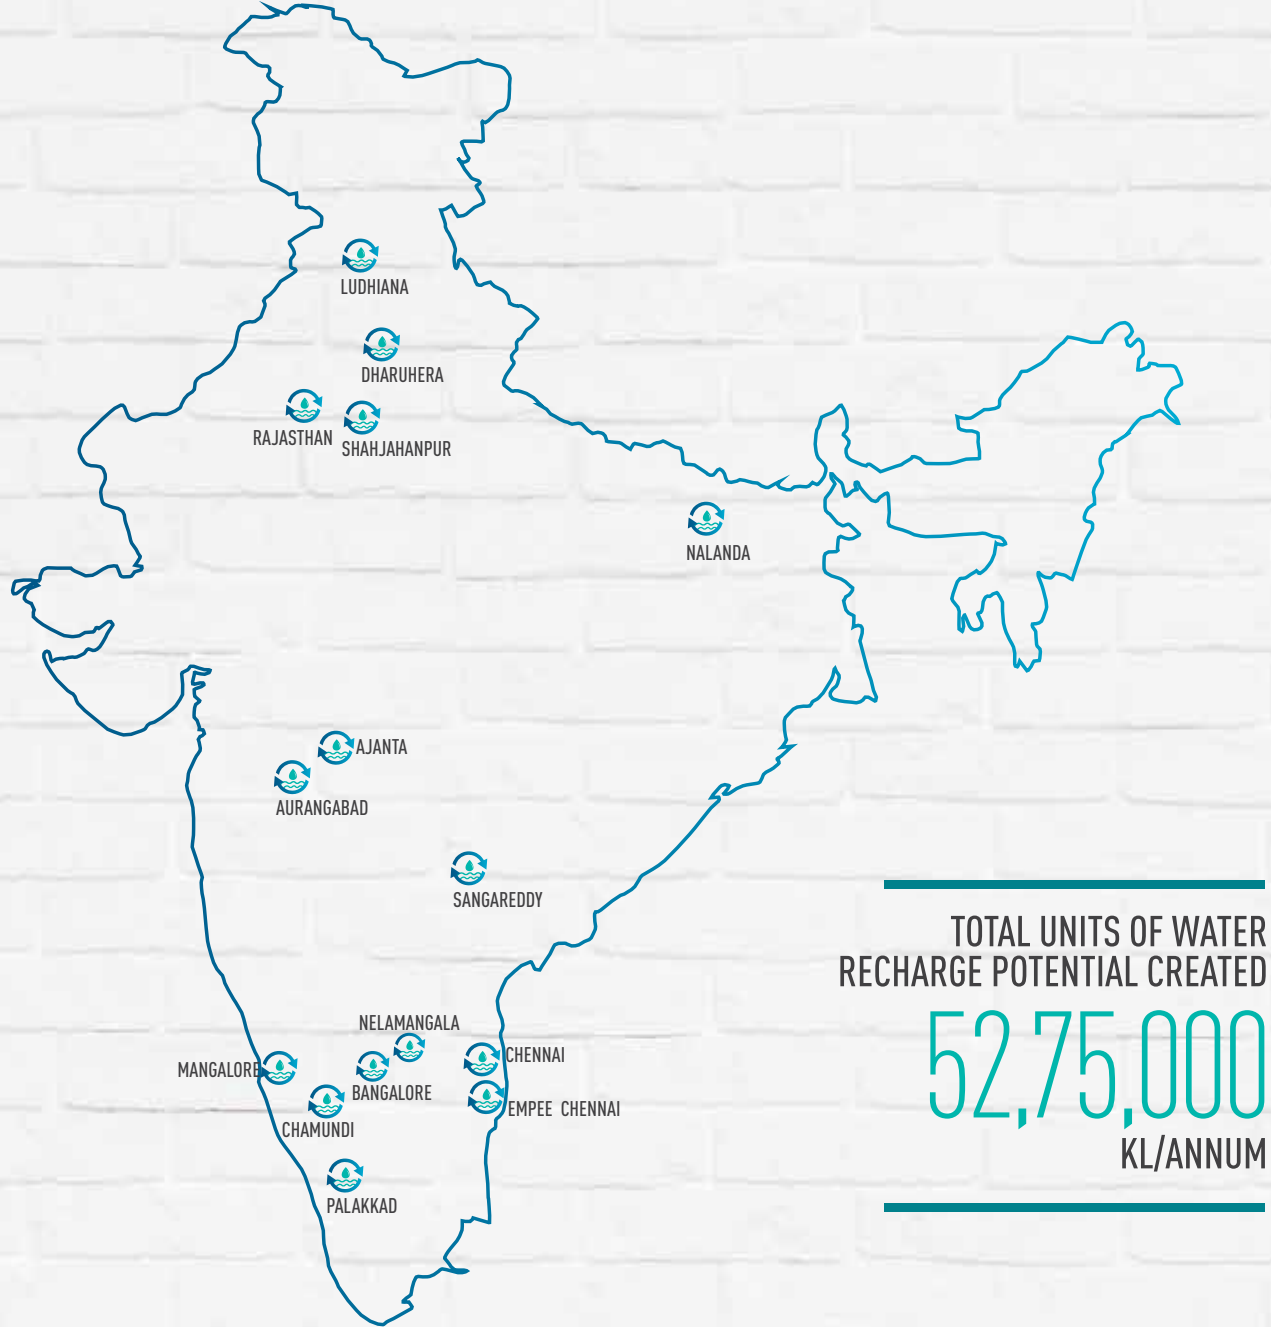 LUDHIANA
DHARUHERA
RAJASTHAN
SHAHJAHANPUR
NALANDA
AJANTA
AURANGABAD
SANGAREDDY
TOTAL UNITS OF WATER
RECHARGE POTENTIAL CREATED
52,75,000
KL/ANNUM
NELAMANGALA
MANGALORE
BANGALORE
CHENNAI
EMPEE CHENNAI
CHAMUNDI
PALAKKAD